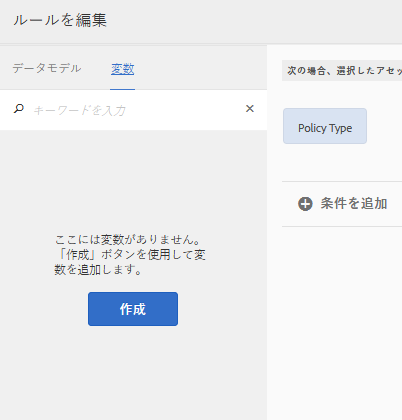 ルールを編集
データモデル 変数
キーワードを入力
ここには変数がありません。
「作成」ボタンを使用して変
数を追加します。
作成
次の場合、選択したアセッ
Policy Type
条件を追加